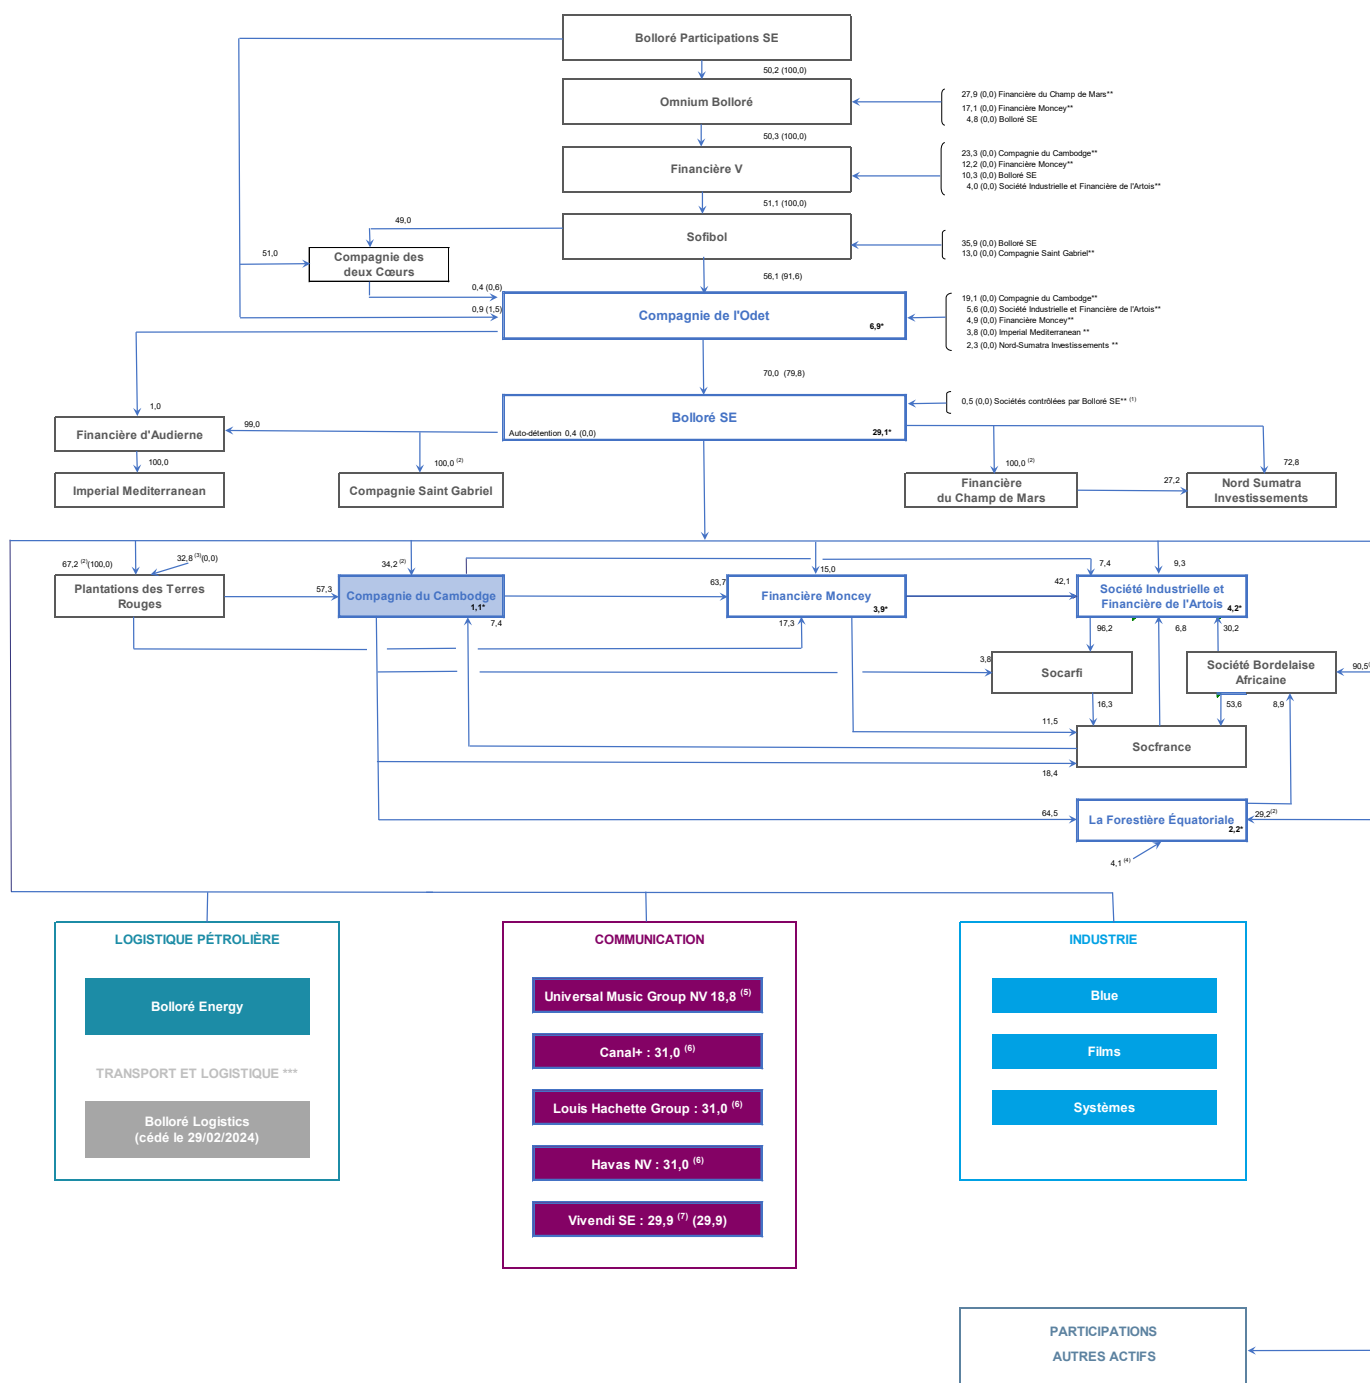 Bolloré Participations SE
50,2 (100,0)
Omnium Bolloré
27,9 (0,0) Financière du Champ de Mars**
17,1 (0,0) Financière Moncey**
4,8 (0,0) Bolloré SE
50,3 (100,0)
Financière V
23,3 (0,0) Compagnie du Cambodge**
12,2 (0,0) Financière Moncey**
10,3 (0,0) Bolloré SE
4,0 (0,0) Société Industrielle et Financière de l'Artois**
51,1 (100,0)
49,0
Sofibol
35,9 (0,0) Bolloré SE
13,0 (0,0) Compagnie Saint Gabriel**
51,0
Compagnie des
deux Cœurs
56,1 (91,6)
0,4 (0,6)
0,9 (1,5)
Compagnie de l'Odet
6,9*
19,1 (0,0) Compagnie du Cambodge**
5,6 (0,0) Société Industrielle et Financière de l'Artois**
4,9 (0,0) Financière Moncey**
3,8 (0,0) Imperial Mediterranean **
2,3 (0,0) Nord-Sumatra Investissements **
70,0 (79,8)
1,0
Bolloré SE
Auto-détention 0,4 (0,0)
29,1*
0,5 (0,0) Sociétés contrôlées par Bolloré SE** (1)
Financière d'Audierne
99,0
100,0
100,0 (2)
100,0 (2)
72,8
Imperial Mediterranean
Compagnie Saint Gabriel
Financière
du Champ de Mars
27,2
Nord Sumatra
Investissements
67,2 (2)(100,0)
32,8 (3)(0,0)
34,2 (2)
15,0
7,4
9,3
Plantations des Terres
Rouges
57,3
Compagnie du Cambodge
1,1*
63,7
Financière Moncey
3,9*
42,1
Société Industrielle et
Financière de l'Artois
4,2*
7,4
17,3
96,2
6,8
30,2
3,8
Socarfi
Société Bordelaise
Africaine
90,5(
16,3
53,6
8,9
11,5
Socfrance
18,4
64,5
La Forestière Équatoriale
2,2*
29,2(2)
4,1 (4)
LOGISTIQUE PÉTROLIÈRE
Bolloré Energy
TRANSPORT ET LOGISTIQUE ***
Bolloré Logistics
(cédé le 29/02/2024)
COMMUNICATION
Universal Music Group NV 18,8 (5)
Canal+ : 31,0 (6)
Louis Hachette Group : 31,0 (6)
Havas NV : 31,0 (6)
Vivendi SE : 29,9 (7) (29,9)
INDUSTRIE
Blue
Films
Systèmes
PARTICIPATIONS
AUTRES ACTIFS